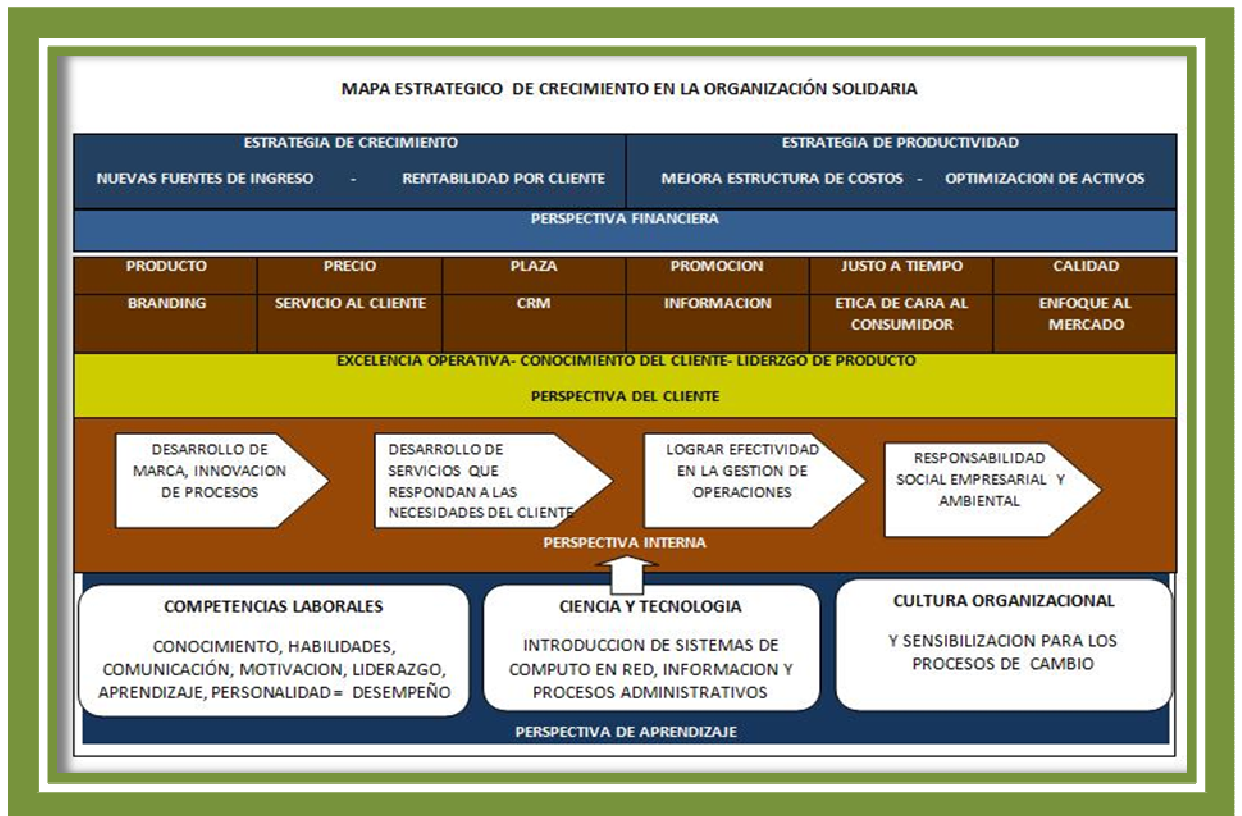 MAPA ESTRATEGICO DE CRECIMIENTO EN LA ORGANIZACIÓN SOLIDARIA
ESTRATEGIA DE CRECIMIENTO
NUEVAS FUENTES DE INGRESO - RENTABILIDAD POR CLIENTE
ESTRATEGIA DE PRODUCTIVIDAD
MEJORA ESTRUCTURA DE COSTOS - OPTIMIZACION DE ACTIVOS
PERSPECTIVA FINANCIERA
PRODUCTO
PRECIO
PLAZA
PROMOCION
JUSTO A TIEMPO
CALIDAD
BRANDING
SERVICIO AL CLIENTE
CRM
INFORMACION
ETICA DE CARA AL
CONSUMIDOR
ENFOQUE AL
MERCADO
EXCELENCIA OPERATIVA- CONOCIMIENTO DEL CLIENTE- LIDERZGO DE PRODUCTO
PERSPECTIVA DEL CLIENTE
DESARROLLO DE
MARCA, INNOVACION
DE PROCESOS
DESARROLLO DE
SERVICIOS QUE
RESPONDAN A LAS
NECESIDADES DEL CLIENTE
LOGRAR EFECTIVIDAD
EN LA GESTION DE
OPERACIONES
RESPONSABILIDAD
SOCIAL EMPRESARIAL Y
AMBIENTAL
PERSPECTIVA INTERNA
COMPETENCIAS LABORALES
CONOCIMIENTO, HABILIDADES,
COMUNICACIÓN, MOTIVACION, LIDERAZGO,
APRENDIZAJE, PERSONALIDAD = DESEMPEÑO
CIENCIA Y TECNOLOGIA
INTRODUCCION DE SISTEMAS DE
COMPUTO EN RED, INFORMACION Y
PROCESOS ADMINISTRATIVOS
CULTURA ORGANIZACIONAL
Y SENSIBILIZACION PARA LOS
PROCESOS DE CAMBIO
PERSPECTIVA DE APRENDIZAJE